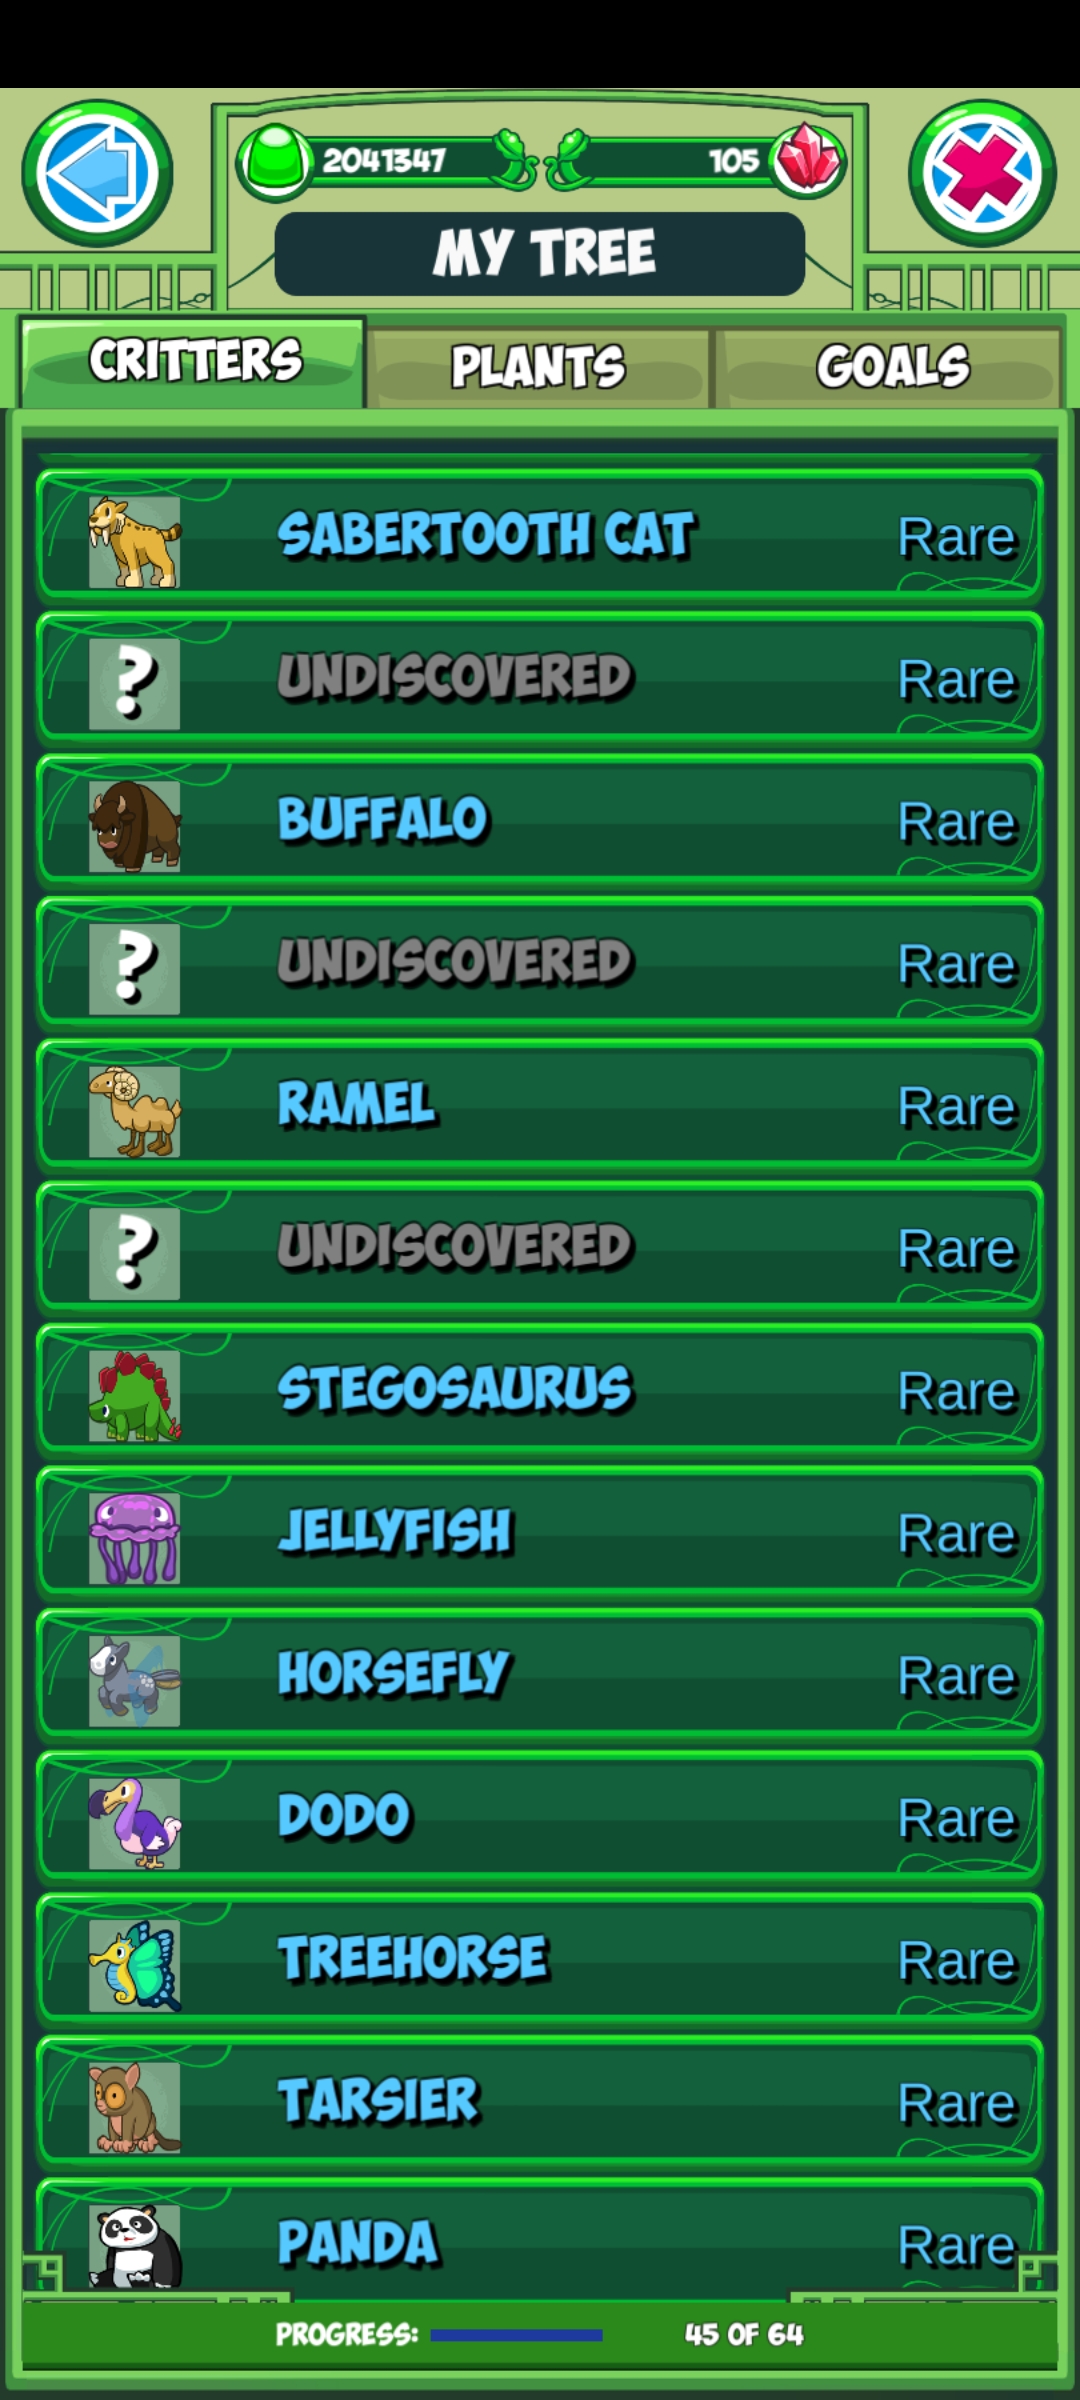 2041347
105
MY TREE
CRITTERS
PLANTS
GOALS
SABERTOOTH CAT
Rare
?
UNDISCOVERED
Rare
BUFFALO
Rare
?
UNDISCOVERED
Rare
RAMEL
Rare
?
UNDISCOVERED
Rare
STEGOSAURUS
Rare
JELLYFISH
Rare
HORSEFLY
Rare
DODO
Rare
TREEHORSE
Rare
TARSIER
Rare
PANDA
Rare
PROGRESS:
45 OF 64